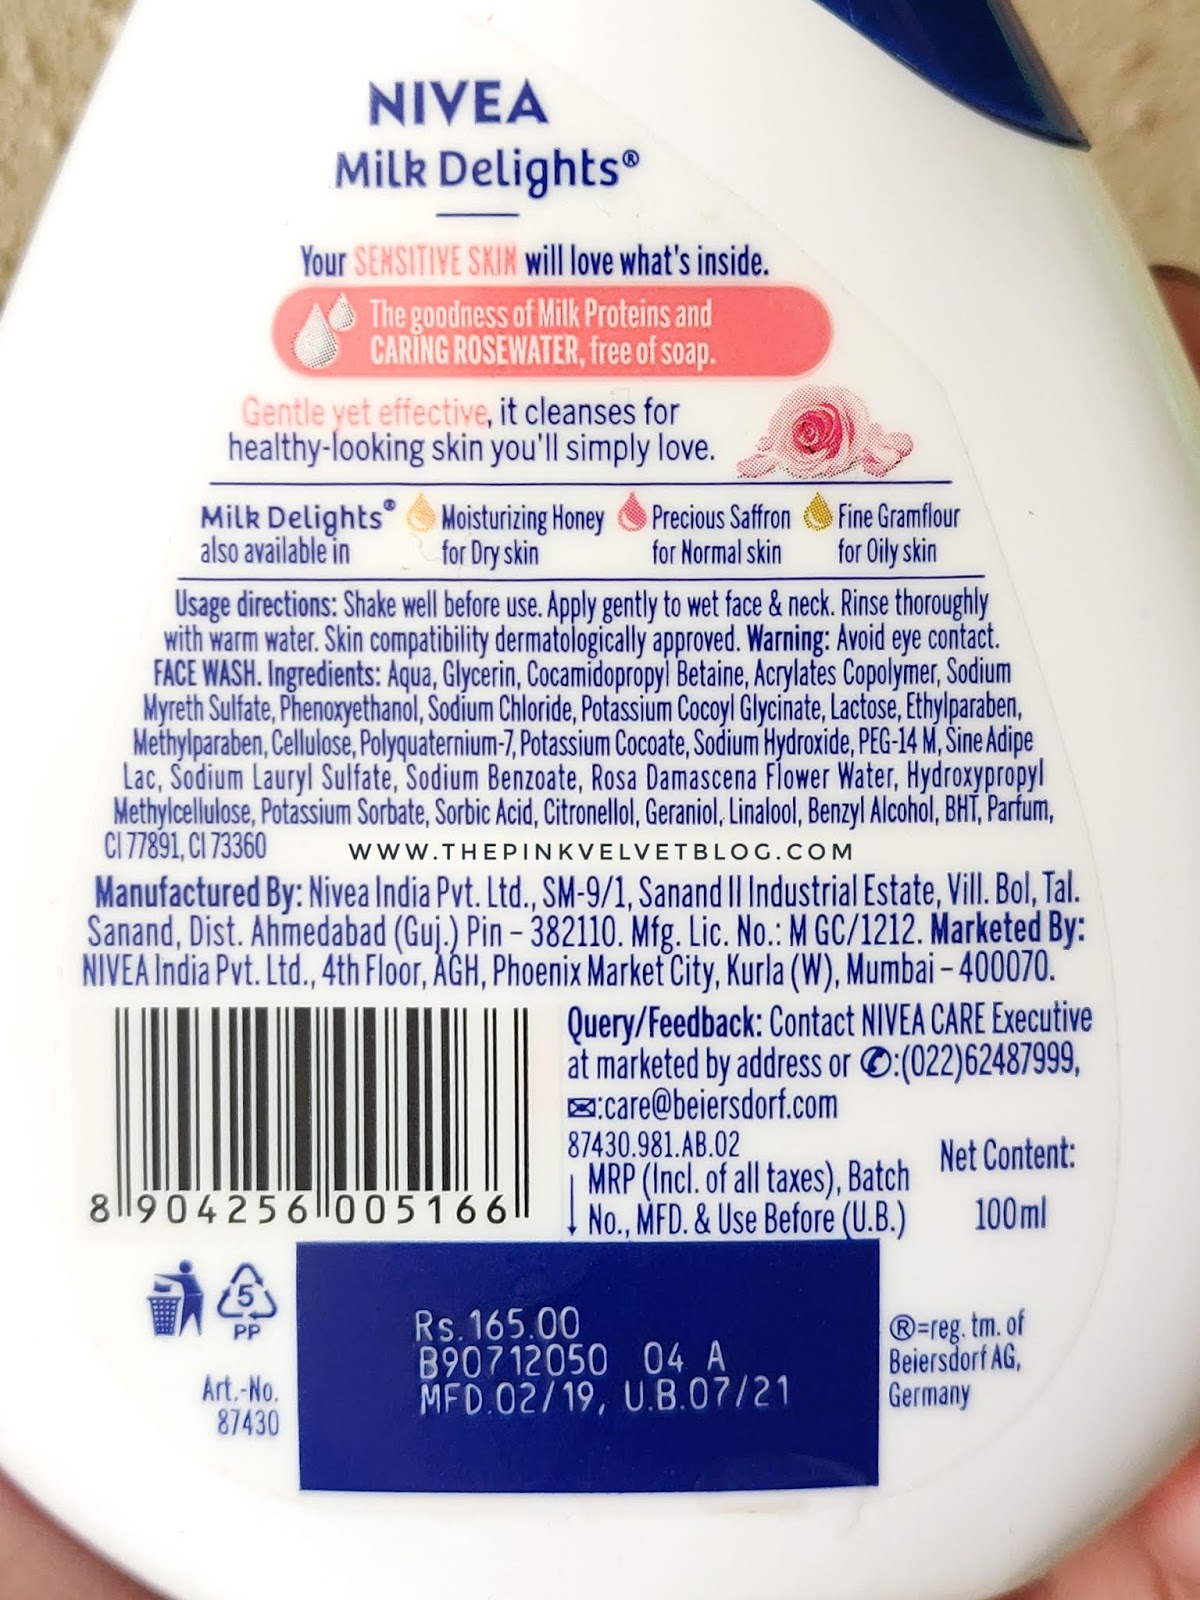 NIVEA
Milk Delights®
Your SENSITIVE SKIN will love what's inside.
The goodness of Milk Proteins and
CARING ROSEWATER, free of soap.
Gentle yet effective, it cleanses for
healthy-looking skin you'll simply love.
Milk Delights®
also available in
Moisturizing Honey
for Dry skin
Precious Saffron
for Normal skin
Fine Gramflour
for Oily skin
Usage directions: Shake well before use. Apply gently to wet face & neck. Rinse thoroughly
with warm water. Skin compatibility dermatologically approved. Warning: Avoid eye contact.
FACE WASH. Ingredients: Aqua, Glycerin, Cocamidopropyl Betaine, Acrylates Copolymer, Sodium
Myreth Sulfate, Phenoxyethanol, Sodium Chloride, Potassium Cocoyl Glycinate, Lactose, Ethylparaben,
Methylparaben, Cellulose, Polyquaternium-7, Potassium Cocoate, Sodium Hydroxide, PEG-14 M, Sine Adipe
Lac, Sodium Lauryl Sulfate, Sodium Benzoate, Rosa Damascena Flower Water, Hydroxypropyl
Methylcellulose, Potassium Sorbate, Sorbic Acid, Citronellol, Geraniol, Linalool, Benzyl Alcohol, BHT, Parfum,
CI 77891, CI 73360
WWW.THEPINKVELVETBLOG.COM
Manufactured By: Nivea India Pvt. Ltd., SM-9/1, Sanand II Industrial Estate, Vill. Bol, Tal.
Sanand, Dist. Ahmedabad (Guj.) Pin – 382110. Mfg. Lic. No.: M GC/1212. Marketed By:
NIVEA India Pvt. Ltd., 4th Floor, AGH, Phoenix Market City, Kurla (W), Mumbai – 400070.
Query/Feedback: Contact NIVEA CARE Executive
at marketed by address or ✆:(022)62487999,
✉:care@beiersdorf.com
87430.981.AB.02
MRP (Incl. of all taxes), Batch
No., MFD. & Use Before (U.B.)
Net Content:
100ml
8 904256 005166
5
PP
Art.-No.
87430
Rs.165.00
B90712050 04 A
MFD.02/19, U.B.07/21
®=reg. tm. of
Beiersdorf AG,
Germany